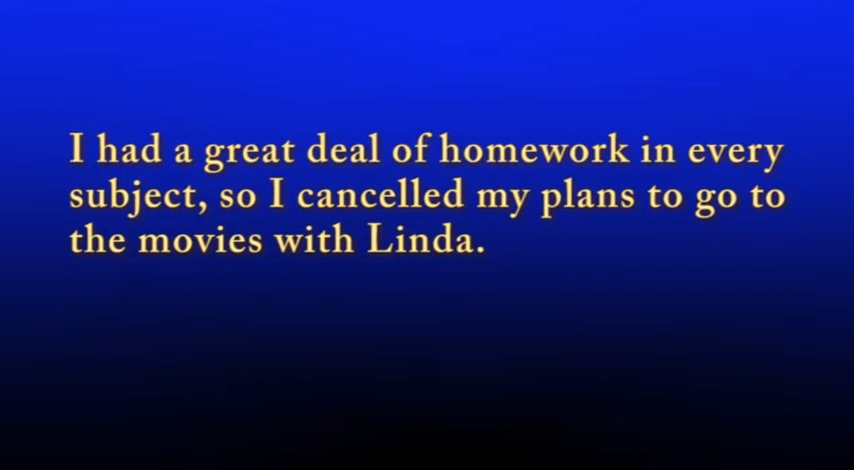 I had a great deal of homework in every
subject, so I cancelled my plans to go to
the movies with Linda.